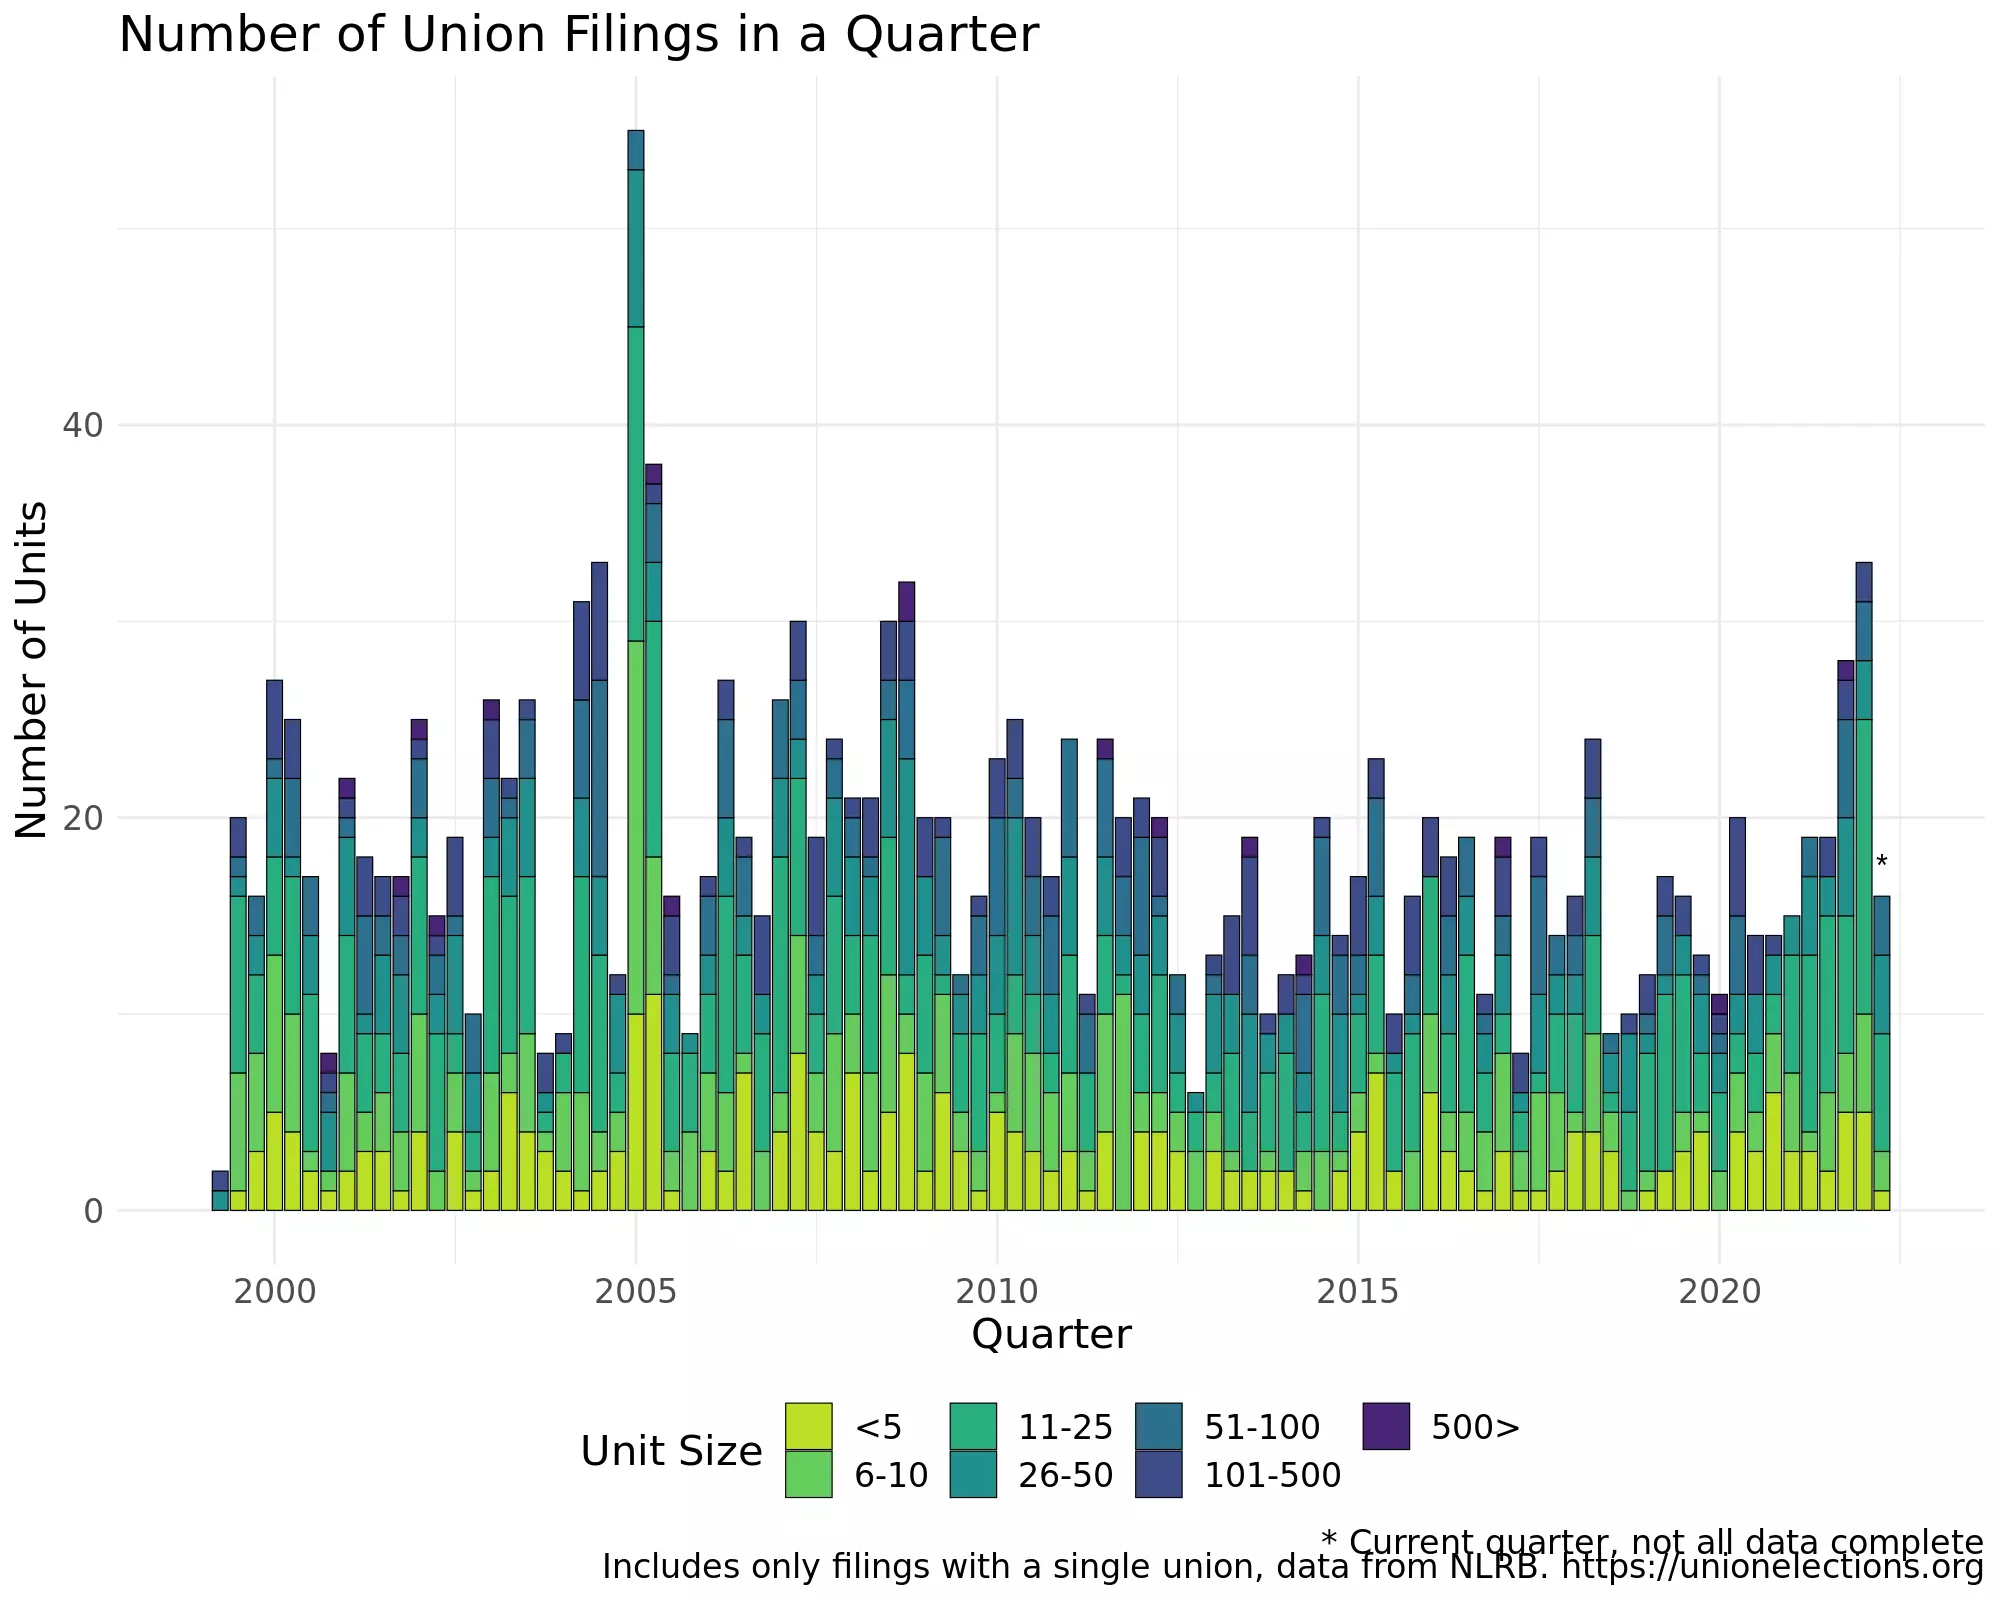 Number of Union Filings in a Quarter
Number of Units
40
20
0
*
2000 2005 2010 2015 2020
Quarter
Unit Size
<5 11-25 51-100 500>
6-10 26-50 101-500
* Current quarter, not all data complete
Includes only filings with a single union, data from NLRB. https://unionelections.org